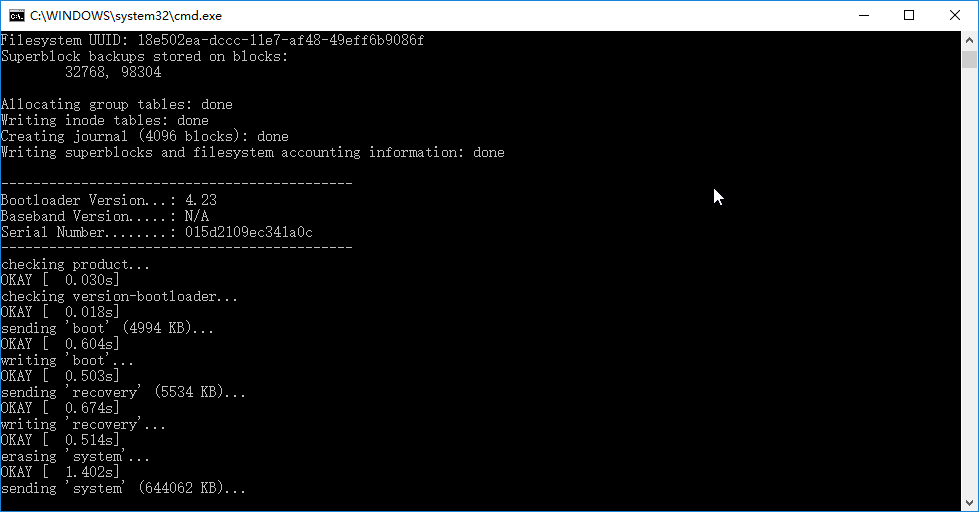 C:\WINDOWS\system32\cmd.exe
Filesystem UUID: 18e502ea-dccc-11e7-af48-49eff6b9086f
Superblock backups stored on blocks:
        32768, 98304

Allocating group tables: done
Writing inode tables: done
Creating journal (4096 blocks): done
Writing superblocks and filesystem accounting information: done

--------------------------------------------
Bootloader Version...: 4.23
Baseband Version.....: N/A
Serial Number........: 015d2109ec341a0c
--------------------------------------------
checking product...
OKAY [  0.030s]
checking version-bootloader...
OKAY [  0.018s]
sending 'boot' (4994 KB)...
OKAY [  0.604s]
writing 'boot'...
OKAY [  0.503s]
sending 'recovery' (5534 KB)...
OKAY [  0.674s]
writing 'recovery'...
OKAY [  0.514s]
erasing 'system'...
OKAY [  1.402s]
sending 'system' (644062 KB)...